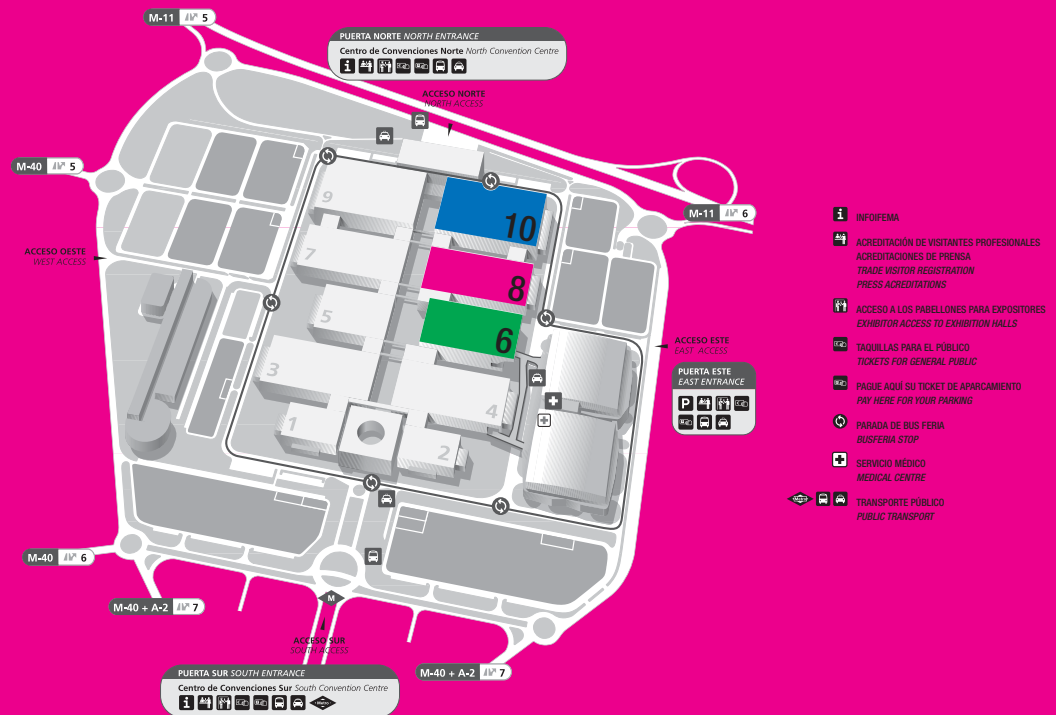 M-11 5
PUERTA NORTE NORTH ENTRANCE
Centro de Convenciones Norte North Convention Centre
ACCESO NORTE
NORTH ACCESS
M-40 5
M-11 6
ACCESO OESTE
WEST ACCESS
9
10
7
8
5
6
3
4
1
2
ACCESO ESTE
EAST ACCESS
PUERTA ESTE
EAST ENTRANCE
P
M-40 6
M-40 + A-2 7
M
ACCESO SUR
SOUTH ACCESS
M-40 + A-2 7
PUERTA SUR SOUTH ENTRANCE
Centro de Convenciones Sur South Convention Centre
Metro
INFOIFEMA
ACREDITACIÓN DE VISITANTES PROFESIONALES
ACREDITACIONES DE PRENSA
TRADE VISITOR REGISTRATION
PRESS ACREDITATIONS
ACCESO A LOS PABELLONES PARA EXPOSITORES
EXHIBITOR ACCESS TO EXHIBITION HALLS
TAQUILLAS PARA EL PÚBLICO
TICKETS FOR GENERAL PUBLIC
PAGUE AQUÍ SU TICKET DE APARCAMIENTO
PAY HERE FOR YOUR PARKING
PARADA DE BUS FERIA
BUSFERIA STOP
SERVICIO MÉDICO
MEDICAL CENTRE
Metro
TRANSPORTE PÚBLICO
PUBLIC TRANSPORT